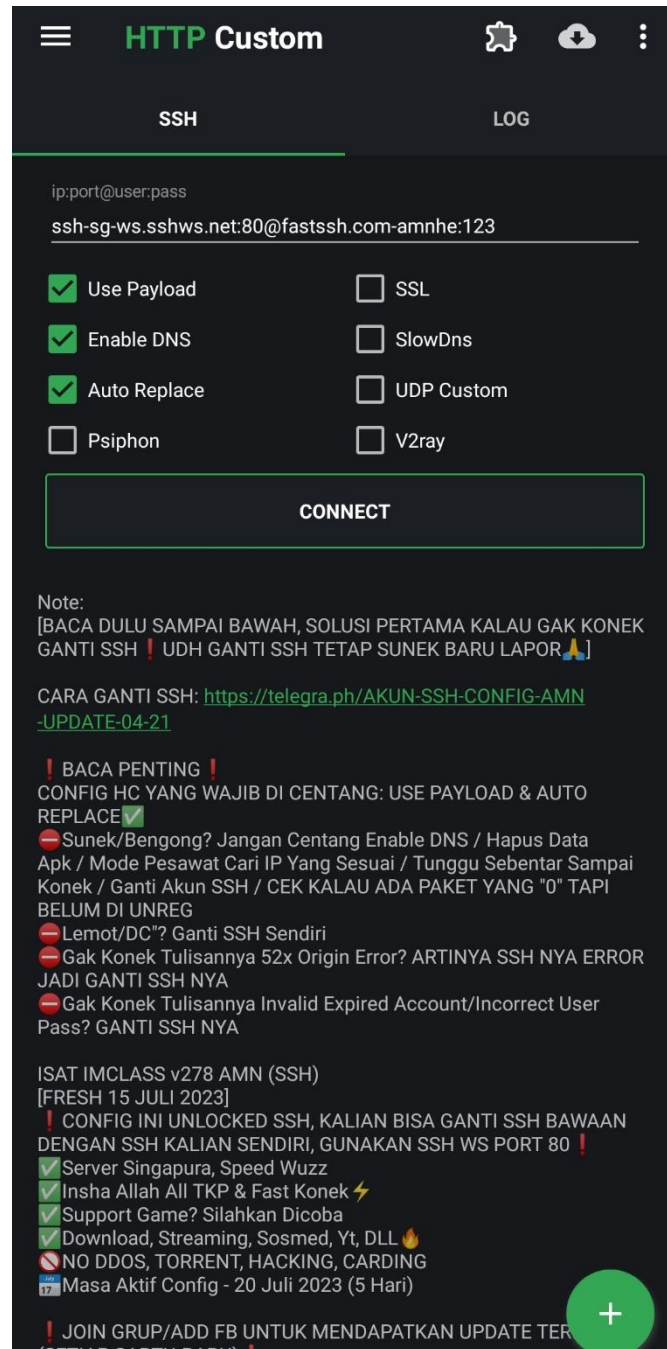 HTTP Custom
SSH
LOG
ip:port@user:pass
ssh-sg-ws.sshws.net:80@fastssh.com-amnhe:123
Use Payload
SSL
Enable DNS
SlowDns
Auto Replace
UDP Custom
Psiphon
V2ray
CONNECT
Note:
[BACA DULU SAMPAI BAWAH, SOLUSI PERTAMA KALAU GAK KONEK
GANTI SSH❗UDH GANTI SSH TETAP SUNEK BARU LAPOR🙏]
CARA GANTI SSH: https://telegra.ph/AKUN-SSH-CONFIG-AMN
-UPDATE-04-21
❗BACA PENTING❗
CONFIG HC YANG WAJIB DI CENTANG: USE PAYLOAD & AUTO
REPLACE✅
⛔Sunek/Bengong? Jangan Centang Enable DNS / Hapus Data
Apk / Mode Pesawat Cari IP Yang Sesuai / Tunggu Sebentar Sampai
Konek / Ganti Akun SSH / CEK KALAU ADA PAKET YANG "0" TAPI
BELUM DI UNREG
⛔Lemot/DC"? Ganti SSH Sendiri
⛔Gak Konek Tulisannya 52x Origin Error? ARTINYA SSH NYA ERROR
JADI GANTI SSH NYA
⛔Gak Konek Tulisannya Invalid Expired Account/Incorrect User
Pass? GANTI SSH NYA
ISAT IMCLASS v278 AMN (SSH)
[FRESH 15 JULI 2023]
❗CONFIG INI UNLOCKED SSH, KALIAN BISA GANTI SSH BAWAAN
DENGAN SSH KALIAN SENDIRI, GUNAKAN SSH WS PORT 80❗
✅Server Singapura, Speed Wuzz
✅Insha Allah All TKP & Fast Konek⚡
✅Support Game? Silahkan Dicoba
✅Download, Streaming, Sosmed, Yt, DLL🔥
🚫NO DDOS, TORRENT, HACKING, CARDING
📅Masa Aktif Config - 20 Juli 2023 (5 Hari)
❗JOIN GRUP/ADD FB UNTUK MENDAPATKAN UPDATE